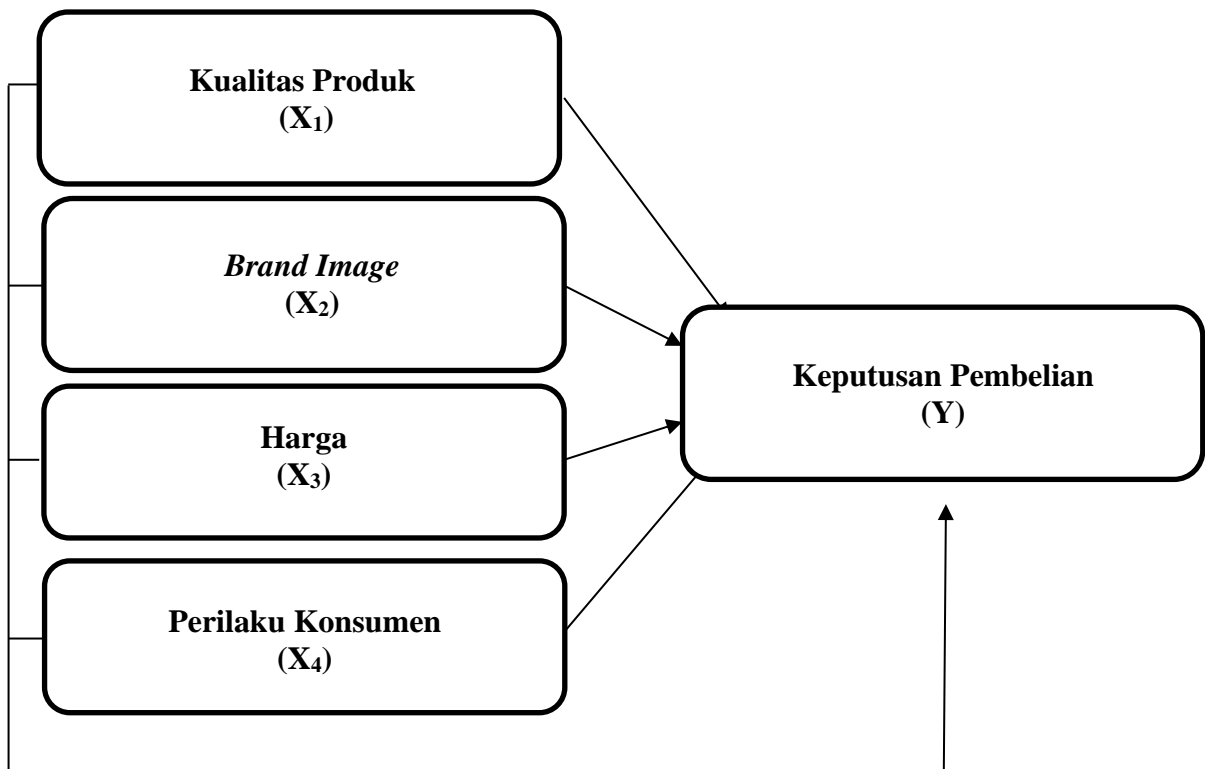 Kualitas Produk
(X₁)
Brand Image
(X₂)
Harga
(X₃)
Perilaku Konsumen
(X₄)
Keputusan Pembelian
(Y)